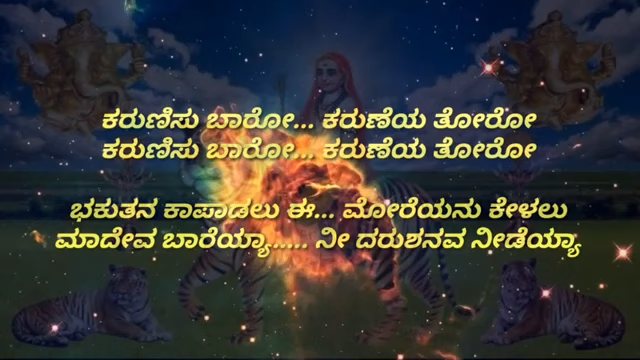 ಕರುಣಿಸು ಬಾರೋ... ಕರುಣೆಯ ತೋರೋ
ಕರುಣಿಸು ಬಾರೋ... ಕರುಣೆಯ ತೋರೋ
ಭಕುತನ ಕಾಪಾಡಲು ಈ... ಮೋರೆಯನು ಕೇಳಲು
ಮಾದೇವ ಬಾರೆಯ್ಯಾ..... ನೀ ದರುಶನವ ನೀಡೆಯ್ಯಾ